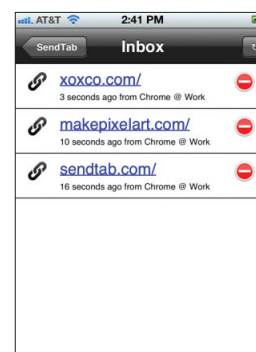 AT&T 2:41 PM
SendTab Inbox
xoxco.com/
3 seconds ago from Chrome @ Work
makepixelart.com/
10 seconds ago from Chrome @ Work
sendtab.com/
16 seconds ago from Chrome @ Work